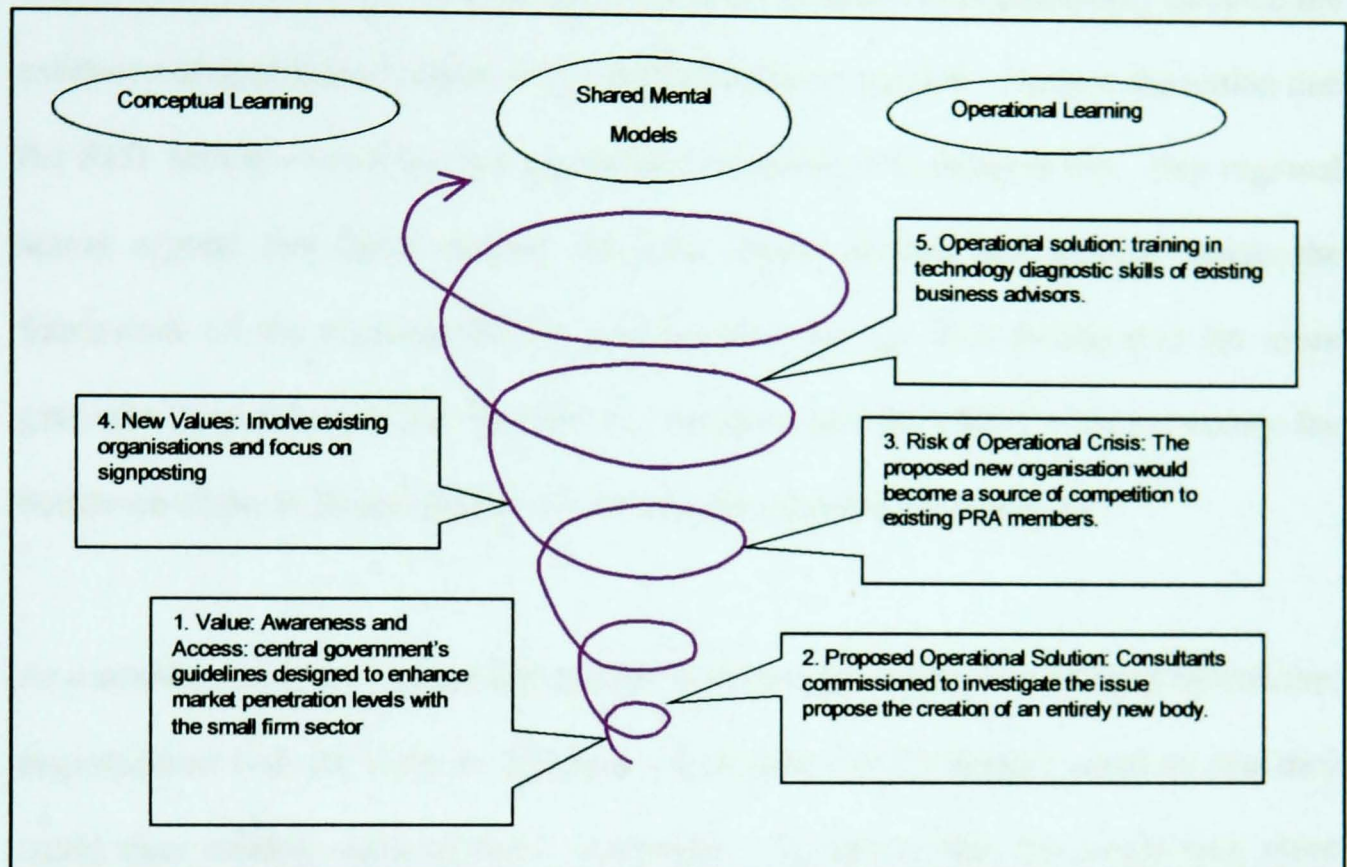 Conceptual Learning
Shared Mental
Models
Operational Learning
5. Operational solution: training in
technology diagnostic skills of existing
business advisors.
4. New Values: Involve existing
organisations and focus on
signposting
3. Risk of Operational Crisis: The
proposed new organisation would
become a source of competition to
existing PRA members.
1. Value: Awareness and
Access: central government's
guidelines designed to enhance
market penetration levels with
the small firm sector
2. Proposed Operational Solution: Consultants
commissioned to investigate the issue
propose the creation of an entirely new body.